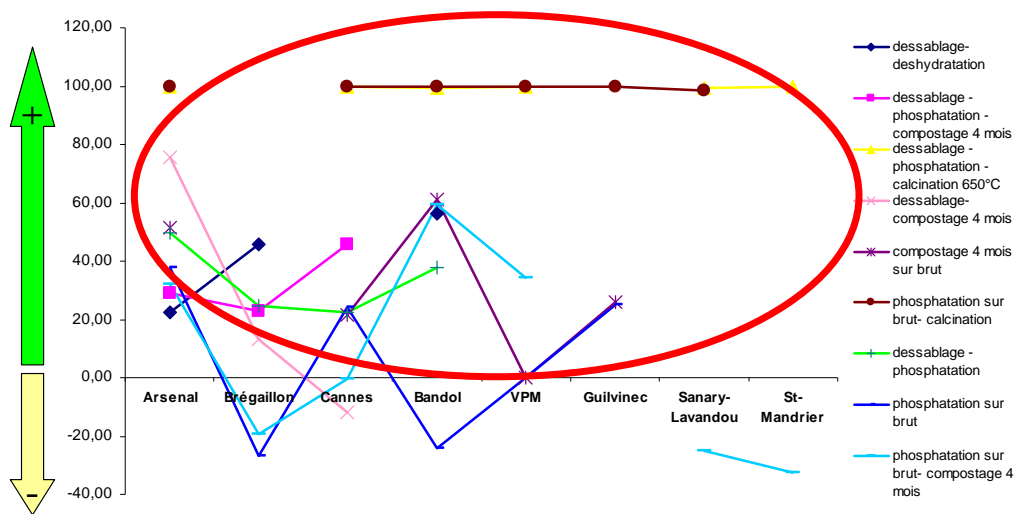 120,00
100,00
80,00
60,00
40,00
20,00
0,00
-20,00
-40,00
+
-
Arsenal Brégaillon Cannes Bandol VPM Guilvinec Sanary- St-
Lavandou Mandrier
dessablage-
deshydratation
dessablage -
phosphatation -
compostage 4 mois
dessablage -
phosphatation -
calcination 650°C
dessablage-
compostage 4 mois
compostage 4 mois
sur brut
phosphatation sur
brut- calcination
dessablage -
phosphatation
phosphatation sur
brut
phosphatation sur
brut- compostage 4
mois